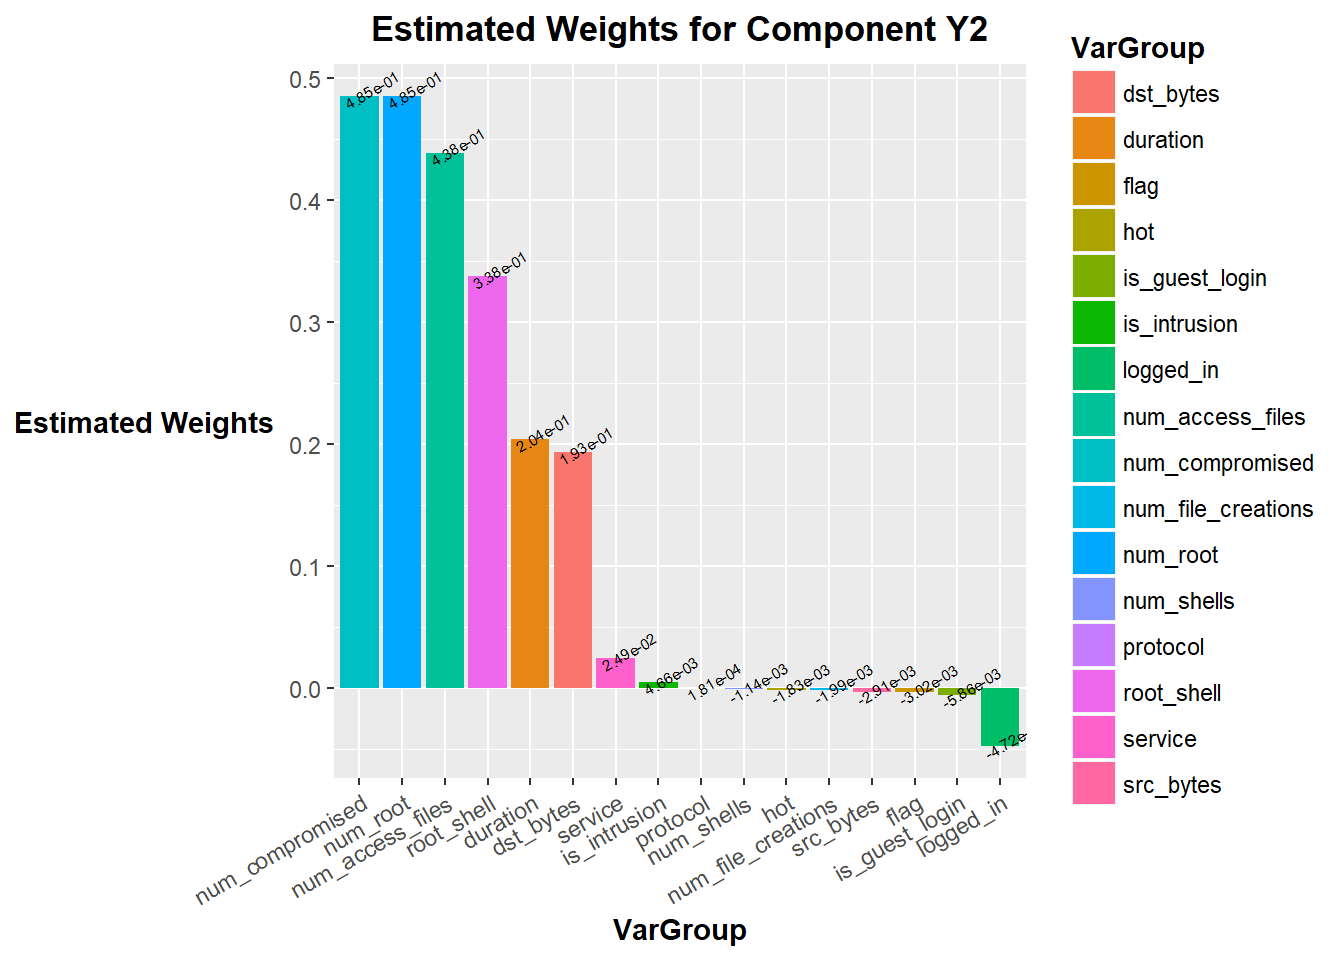 Estimated Weights for Component Y2
Estimated Weights
0.5
0.4
0.3
0.2
0.1
0.0
4.85e-01
4.85e-01
4.38e-01
3.38e-01
2.04e-01
1.93e-01
2.49e-02
4.66e-03
1.81e-04
-1.14e-03
-1.83e-03
-1.99e-03
-2.91e-03
-3.02e-03
-5.86e-03
-4.72e-
num_compromised
num_root
num_access_files
root_shell
duration
dst_bytes
service
is_intrusion
protocol
num_shells
hot
num_file_creations
src_bytes
flag
is_guest_login
logged_in
VarGroup
VarGroup
dst_bytes
duration
flag
hot
is_guest_login
is_intrusion
logged_in
num_access_files
num_compromised
num_file_creations
num_root
num_shells
protocol
root_shell
service
src_bytes